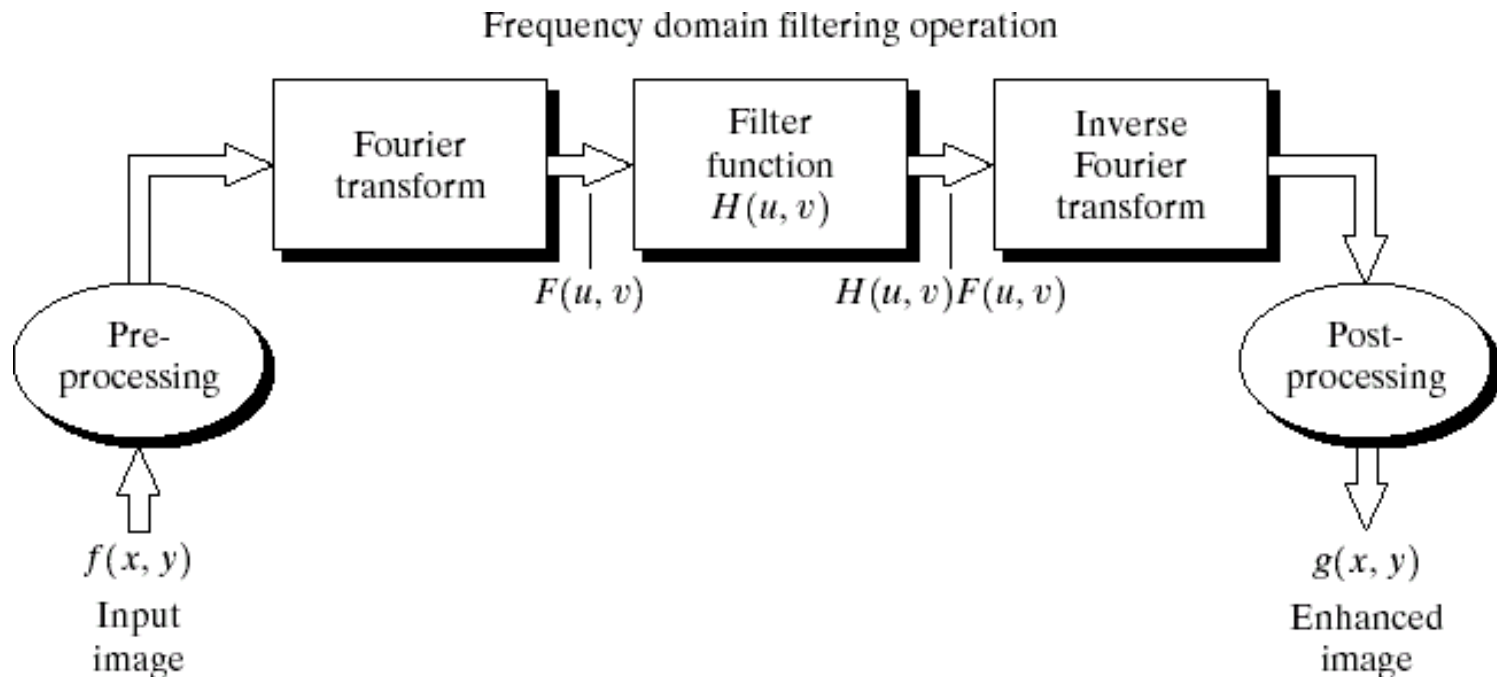 Frequency domain filtering operation
Fourier
transform
Filter
function
H(u, v)
Inverse
Fourier
transform
F(u, v)
H(u, v)F(u, v)
Pre-
processing
Post-
processing
f(x, y)
Input
image
g(x, y)
Enhanced
image